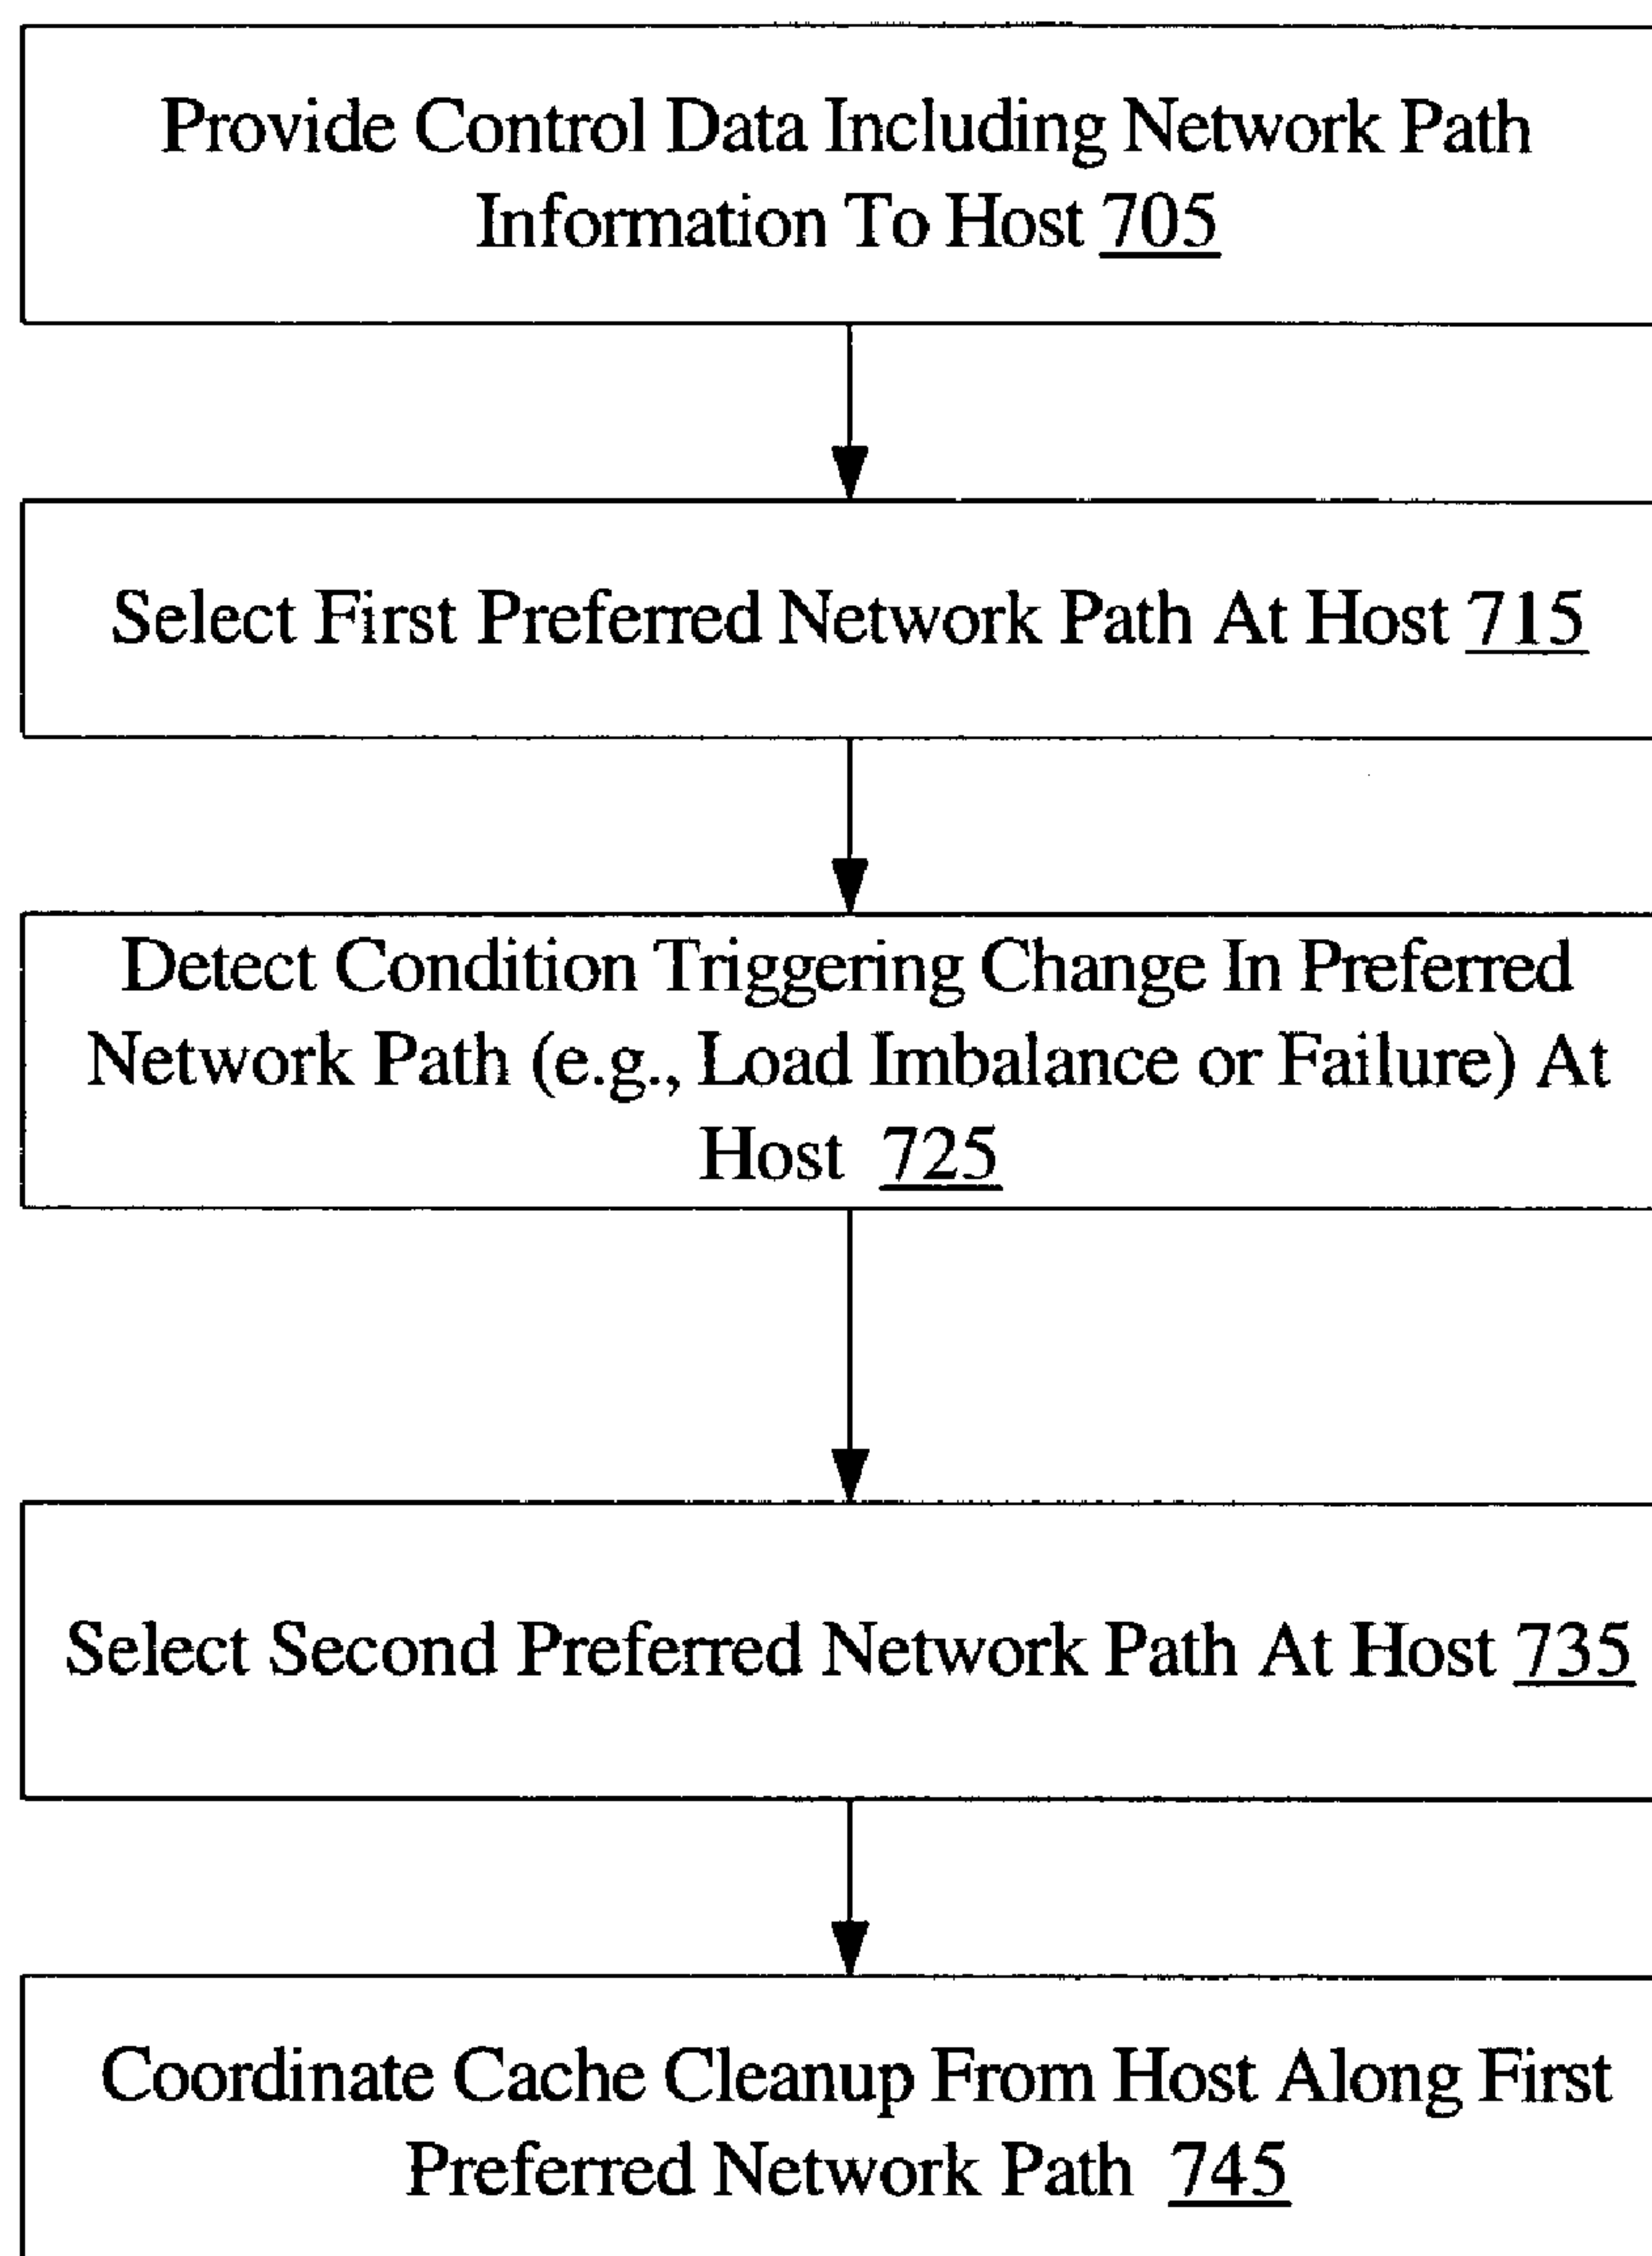 Provide Control Data Including Network Path
Information To Host 705
Select First Preferred Network Path At Host 715
Detect Condition Triggering Change In Preferred
Network Path (e.g., Load Imbalance or Failure) At
Host 725
Select Second Preferred Network Path At Host 735
Coordinate Cache Cleanup From Host Along First
Preferred Network Path 745